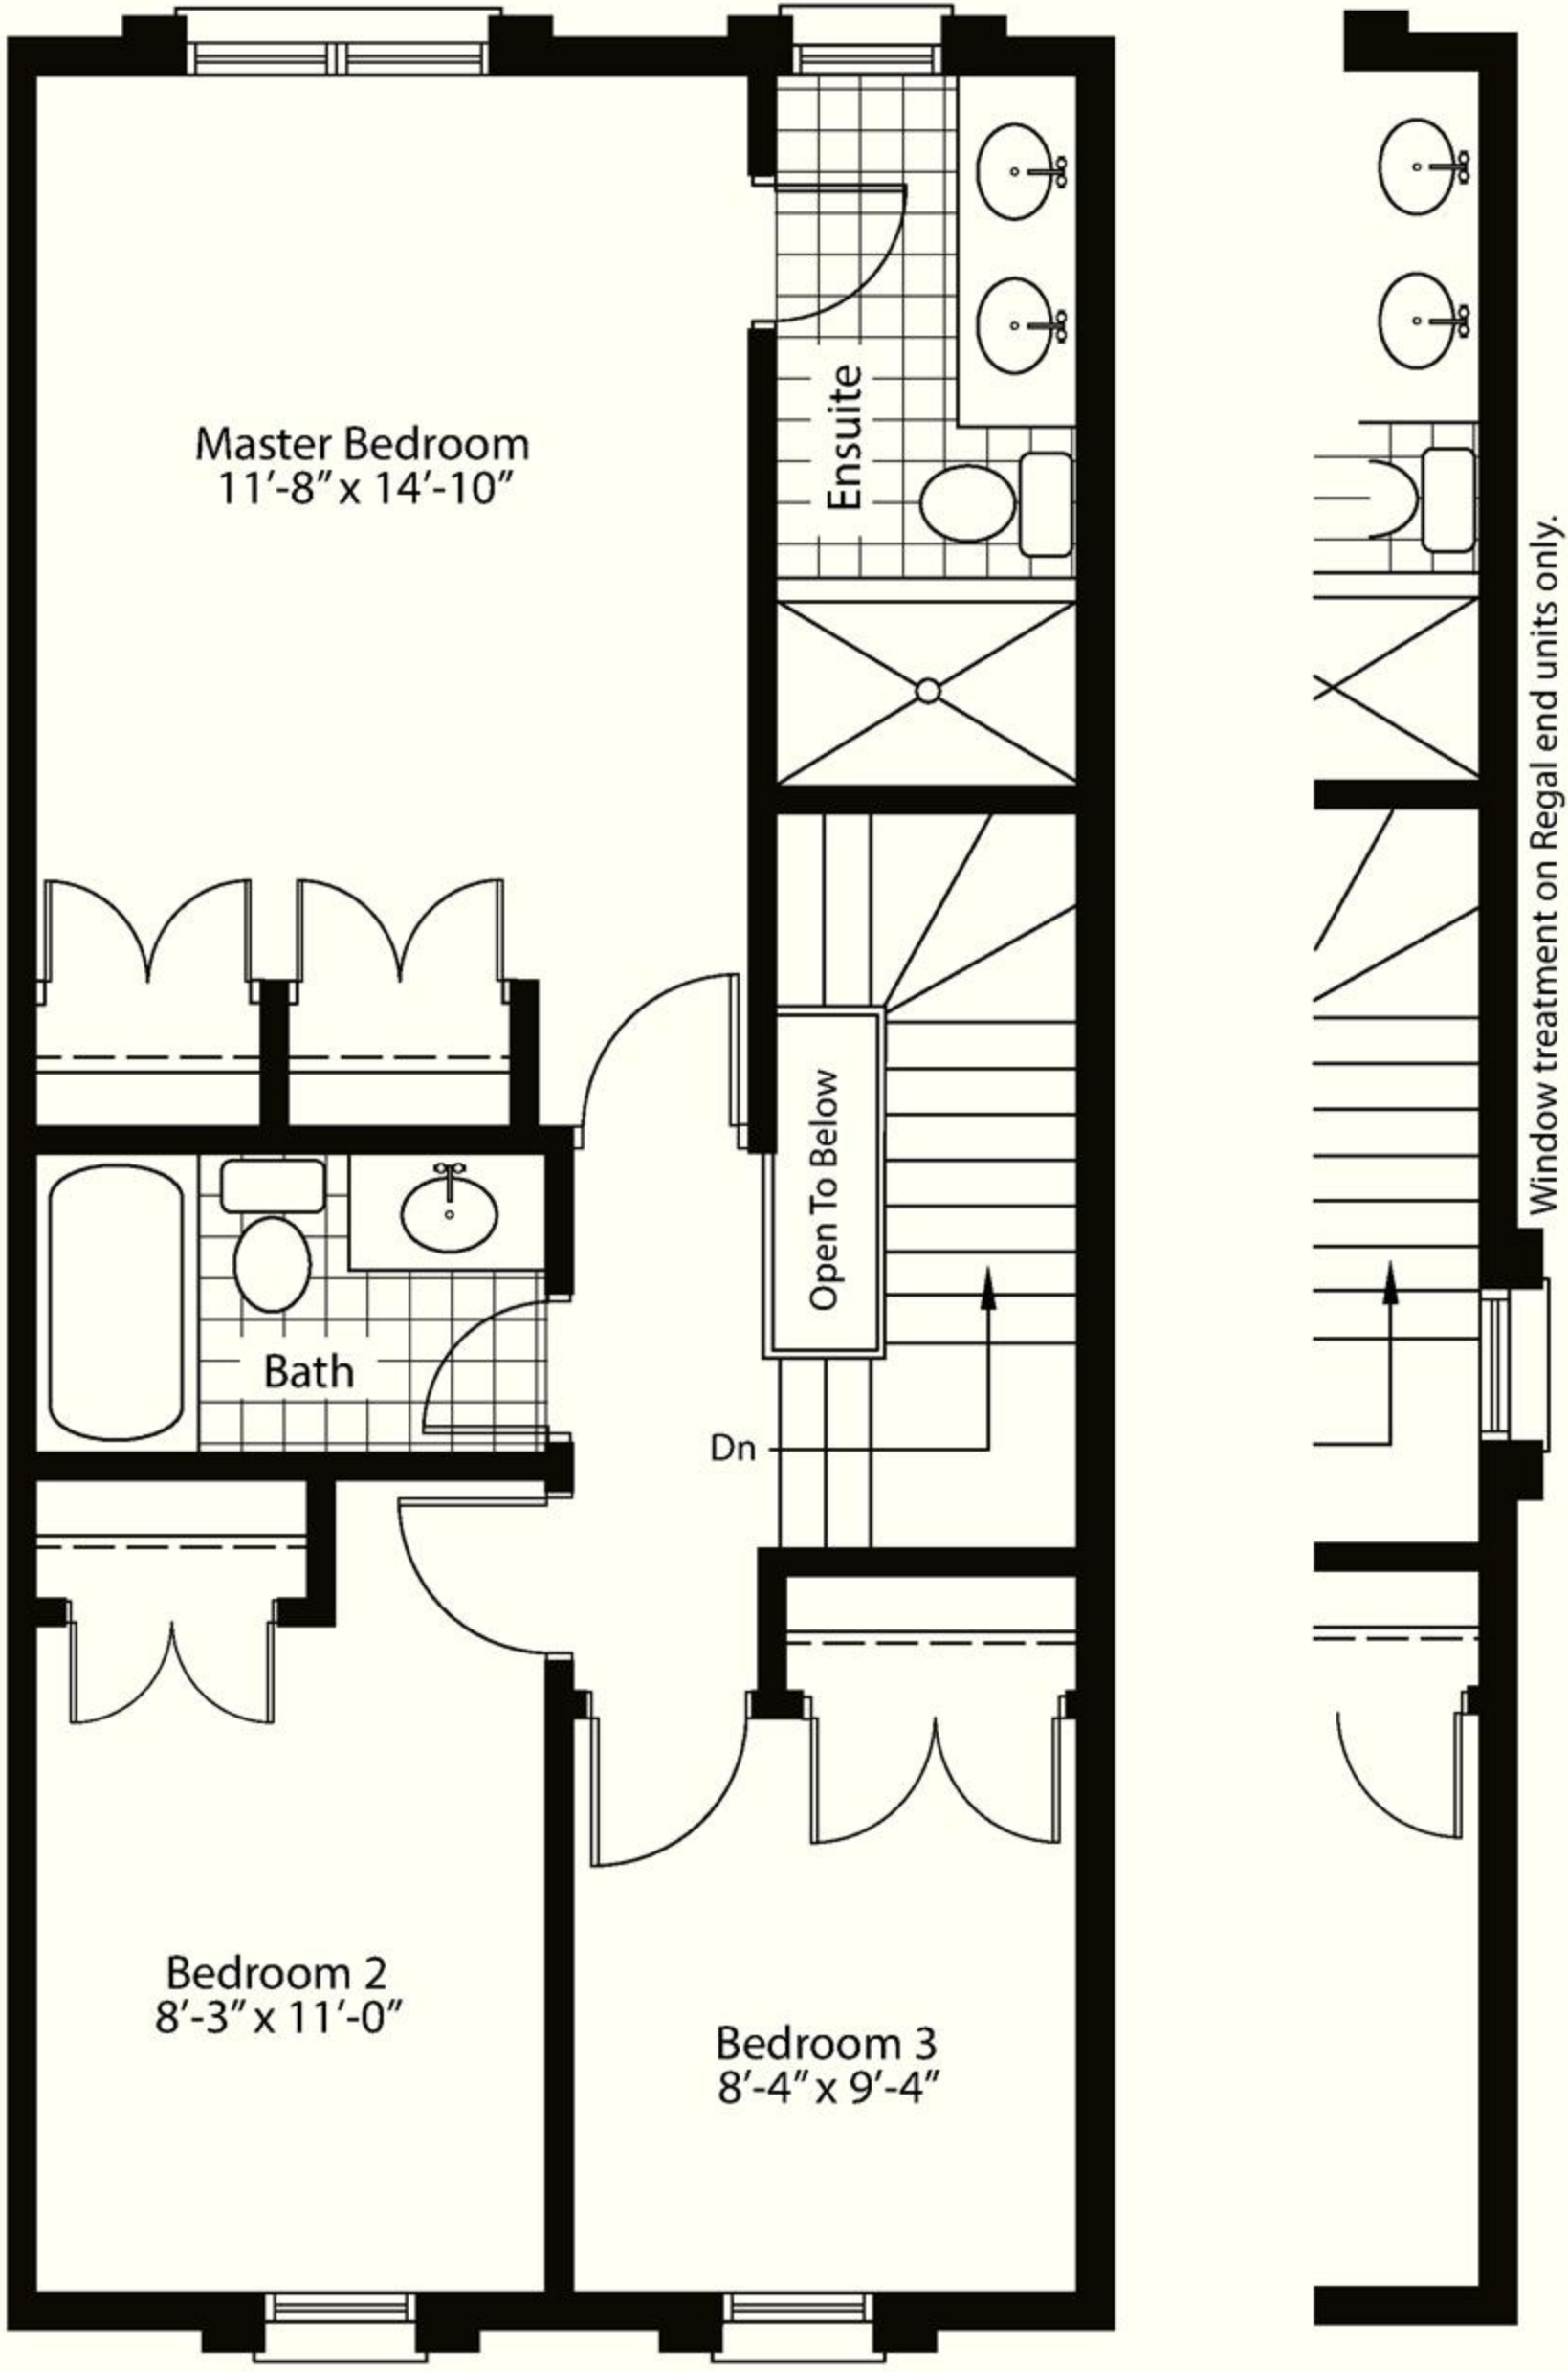 Master Bedroom
11'-8" x 14'-10"
Ensuite
Open To Below
Bath
Dn
Bedroom 2
8'-3" x 11'-0"
Bedroom 3
8'-4" x 9'-4"
Window treatment on Regal end units only.